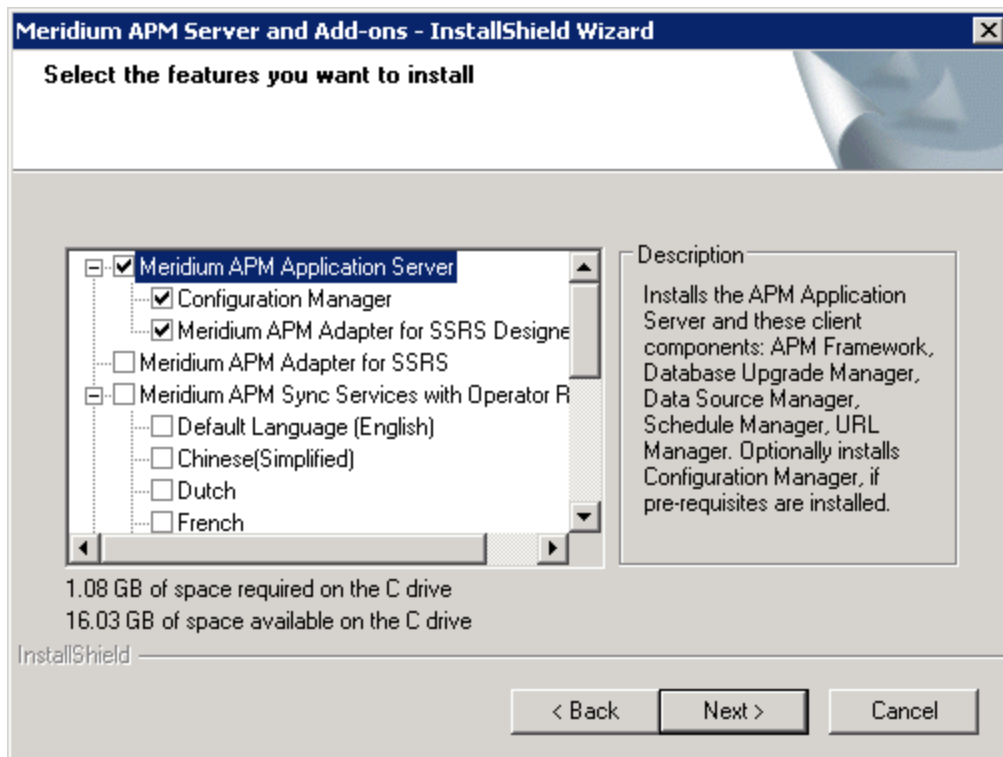 Meridium APM Server and Add-ons - InstallShield Wizard
Select the features you want to install
Meridium APM Application Server
Configuration Manager
Meridium APM Adapter for SSRS Designe
Meridium APM Adapter for SSRS
Meridium APM Sync Services with Operator R
Default Language (English)
Chinese(Simplified)
Dutch
French
Description
Installs the APM Application
Server and these client
components: APM Framework,
Database Upgrade Manager,
Data Source Manager,
Schedule Manager, URL
Manager. Optionally installs
Configuration Manager, if
pre-requisites are installed.
1.08 GB of space required on the C drive
16.03 GB of space available on the C drive
InstallShield
< Back
Next >
Cancel